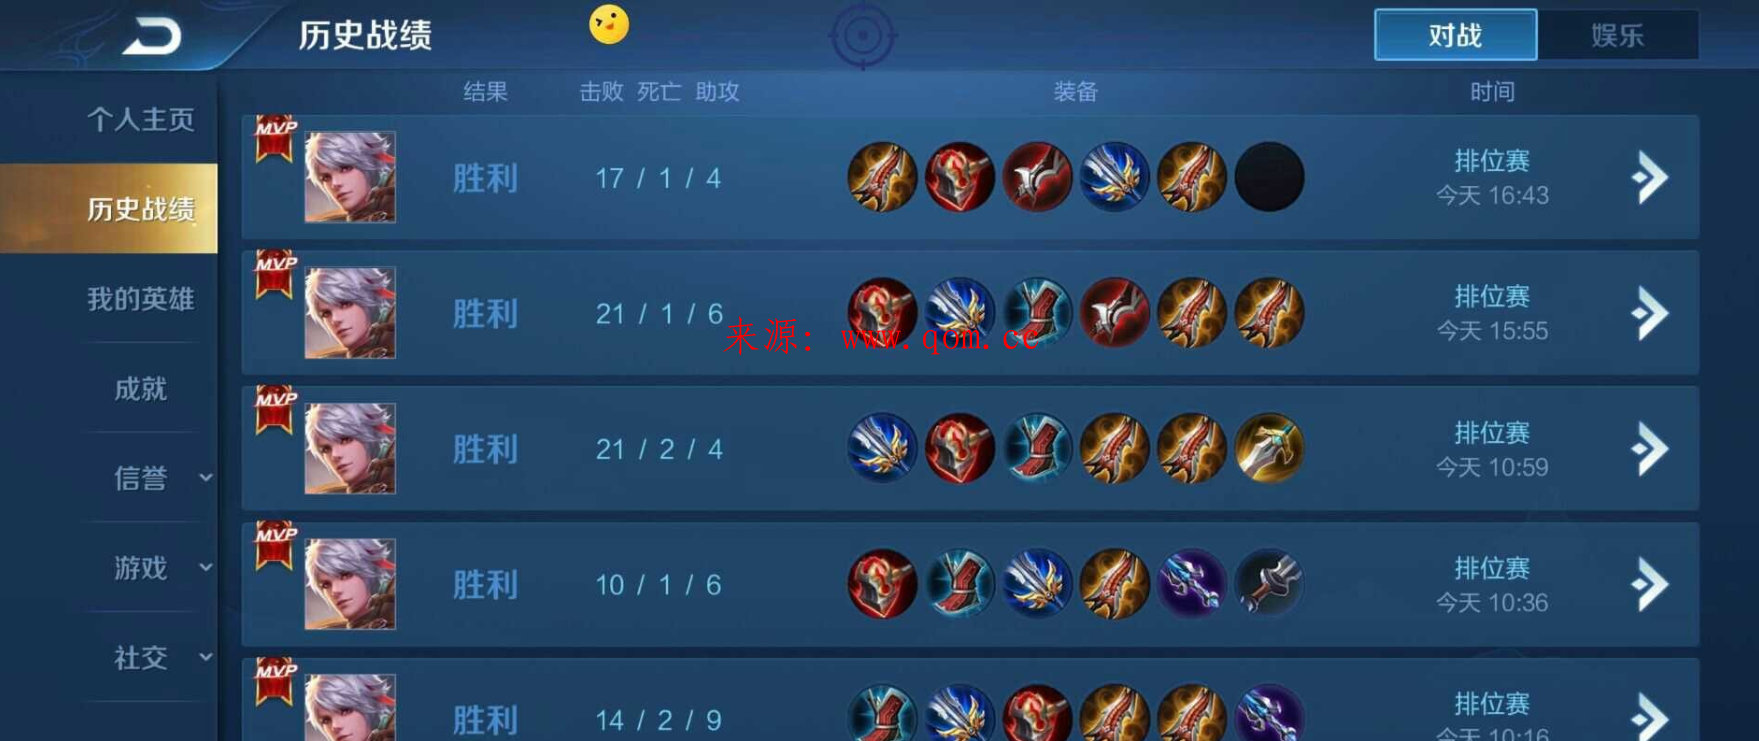 历史战绩
对战 娱乐
结果 击败 死亡 助攻 装备 时间
个人主页
历史战绩
我的英雄
成就
信誉
游戏
社交
MVP
胜利 17 / 1 / 4 排位赛
今天 16:43
MVP
胜利 21 / 1 / 6 排位赛
今天 15:55
来源: www.qom.cc
MVP
胜利 21 / 2 / 4 排位赛
今天 10:59
MVP
胜利 10 / 1 / 6 排位赛
今天 10:36
MVP
胜利 14 / 2 / 9 排位赛
今天 10:16